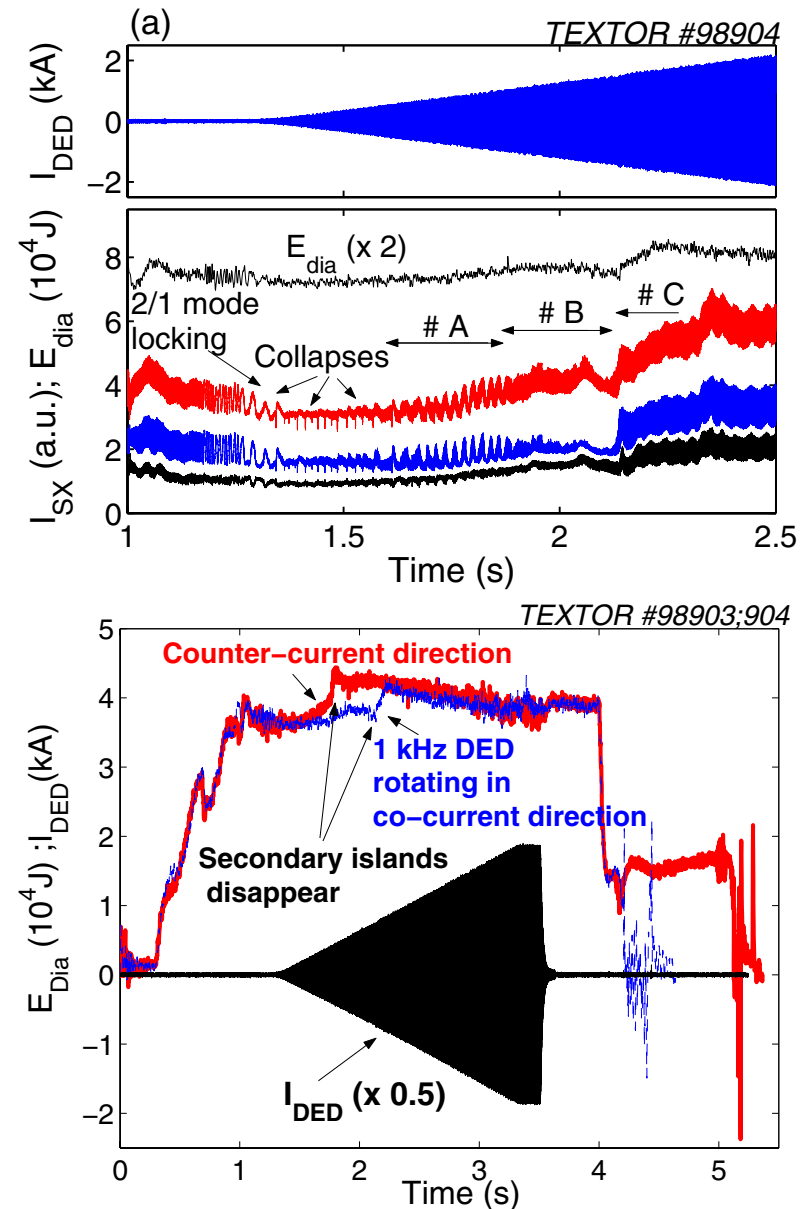 (a)
TEXTOR #98904
I_DED (kA)
2
0
−2
I_SX (a.u.); E_dia (10^4 J)
8
6
4
2
0
E_dia (x 2)
2/1 mode
locking
Collapses
# A
# B
# C
1
1.5
2
2.5
Time (s)
TEXTOR #98903;904
E_Dia (10^4 J) ;I_DED(kA)
5
4
3
2
1
0
−1
−2
Counter−current direction
1 kHz DED
rotating in
co−current direction
Secondary islands
disappear
I_DED (x 0.5)
0
1
2
3
4
5
Time (s)